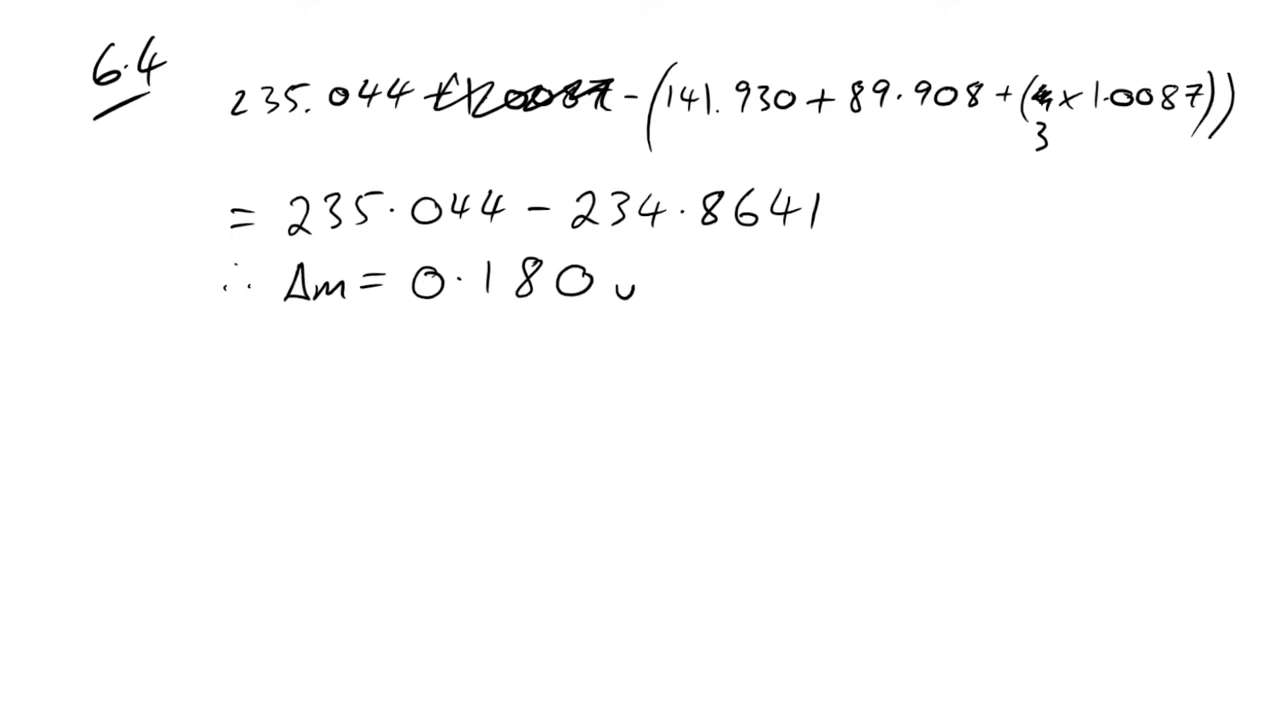 6.4
235.044 - (141.930 + 89.908 + (3 × 1.0087))
= 235.044 - 234.8641
∴ Δm = 0.180 u